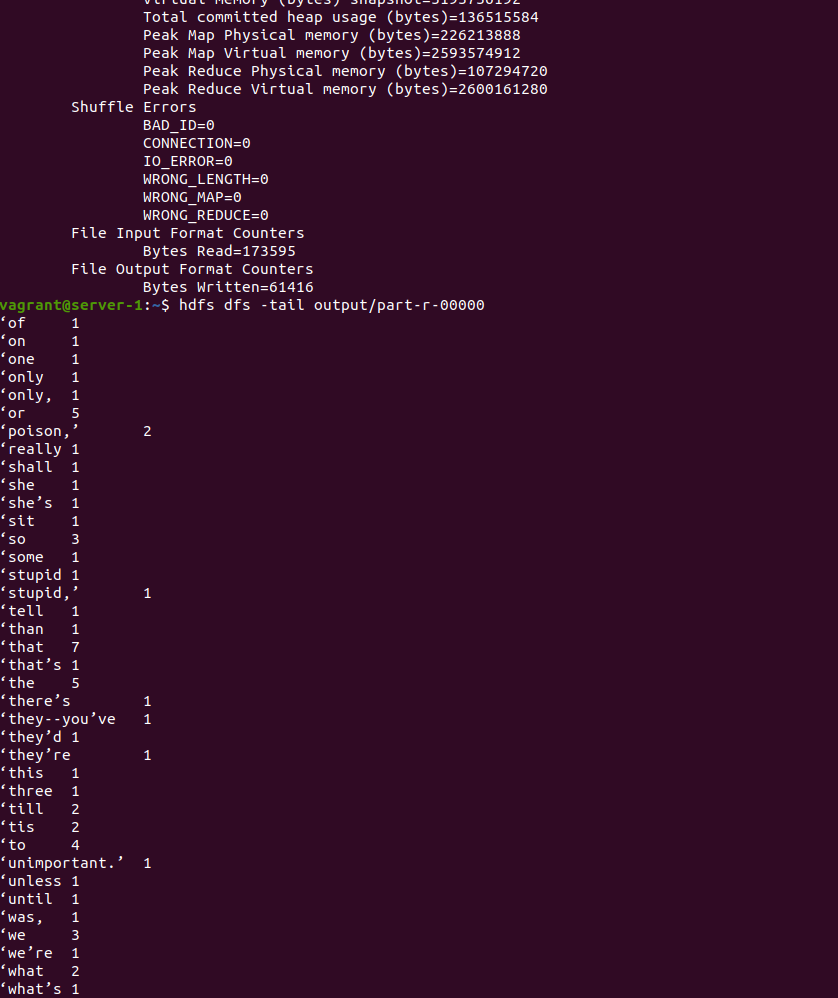 Total committed heap usage (bytes)=136515584
Peak Map Physical memory (bytes)=226213888
Peak Map Virtual memory (bytes)=2593574912
Peak Reduce Physical memory (bytes)=107294720
Peak Reduce Virtual memory (bytes)=2600161280
Shuffle Errors
BAD_ID=0
CONNECTION=0
IO_ERROR=0
WRONG_LENGTH=0
WRONG_MAP=0
WRONG_REDUCE=0
File Input Format Counters
Bytes Read=173595
File Output Format Counters
Bytes Written=61416
vagrant@server-1:~$ hdfs dfs -tail output/part-r-00000
‘of 1
‘on 1
‘one 1
‘only 1
‘only, 1
‘or 5
‘poison,’ 2
‘really 1
‘shall 1
‘she 1
‘she’s 1
‘sit 1
‘so 3
‘some 1
‘stupid 1
‘stupid,’ 1
‘tell 1
‘than 1
‘that 7
‘that’s 1
‘the 5
‘there’s 1
‘they--you’ve 1
‘they’d 1
‘they’re 1
‘this 1
‘three 1
‘till 2
‘tis 2
‘to 4
‘unimportant.’ 1
‘unless 1
‘until 1
‘was, 1
‘we 3
‘we’re 1
‘what 2
‘what’s 1